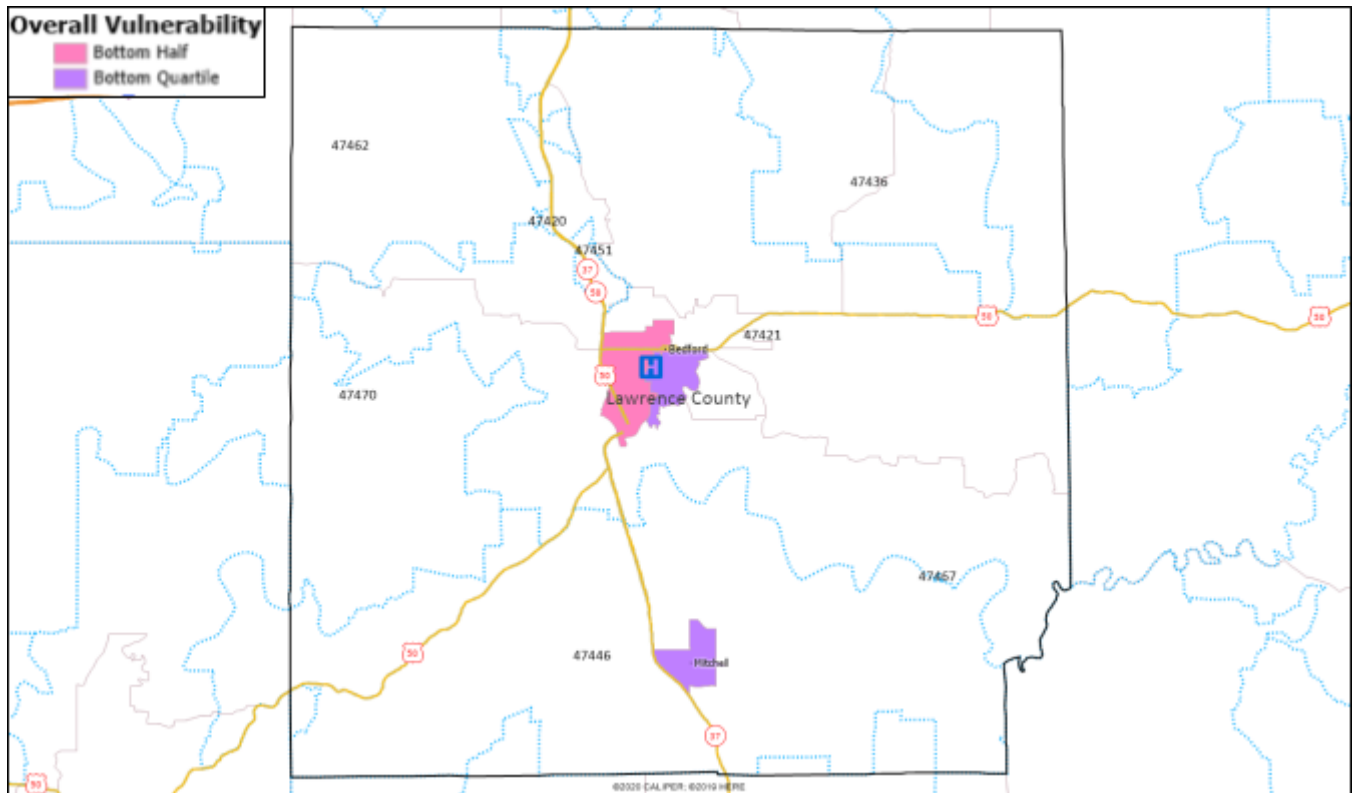 Overall Vulnerability
Bottom Half
Bottom Quartile
47462
47436
47420
47451
37
58
50
58
47421
Bedford
H
50
Lawrence County
47470
47467
47446
50
Mitchell
37
50
©2020 CALIPER; ©2019 HERE